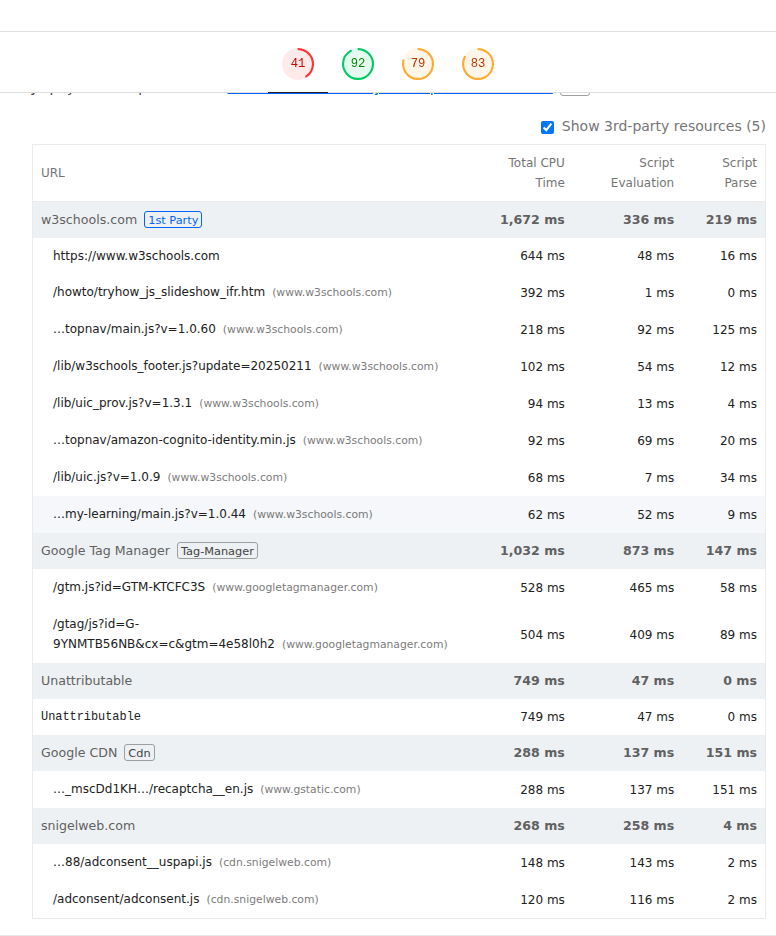 41 92 79 83
Show 3rd-party resources (5)
URL Total CPU Time Script Evaluation Script Parse
w3schools.com 1st Party 1,672 ms 336 ms 219 ms
https://www.w3schools.com 644 ms 48 ms 16 ms
/howto/tryhow_js_slideshow_ifr.htm (www.w3schools.com) 392 ms 1 ms 0 ms
…topnav/main.js?v=1.0.60 (www.w3schools.com) 218 ms 92 ms 125 ms
/lib/w3schools_footer.js?update=20250211 (www.w3schools.com) 102 ms 54 ms 12 ms
/lib/uic_prov.js?v=1.3.1 (www.w3schools.com) 94 ms 13 ms 4 ms
…topnav/amazon-cognito-identity.min.js (www.w3schools.com) 92 ms 69 ms 20 ms
/lib/uic.js?v=1.0.9 (www.w3schools.com) 68 ms 7 ms 34 ms
…my-learning/main.js?v=1.0.44 (www.w3schools.com) 62 ms 52 ms 9 ms
Google Tag Manager Tag-Manager 1,032 ms 873 ms 147 ms
/gtm.js?id=GTM-KTCFC3S (www.googletagmanager.com) 528 ms 465 ms 58 ms
/gtag/js?id=G-
9YNMTB56NB&cx=c&gtm=4e58l0h2 (www.googletagmanager.com) 504 ms 409 ms 89 ms
Unattributable 749 ms 47 ms 0 ms
Unattributable 749 ms 47 ms 0 ms
Google CDN Cdn 288 ms 137 ms 151 ms
…_mscDd1KH…/recaptcha__en.js (www.gstatic.com) 288 ms 137 ms 151 ms
snigelweb.com 268 ms 258 ms 4 ms
…88/adconsent__uspapi.js (cdn.snigelweb.com) 148 ms 143 ms 2 ms
/adconsent/adconsent.js (cdn.snigelweb.com) 120 ms 116 ms 2 ms